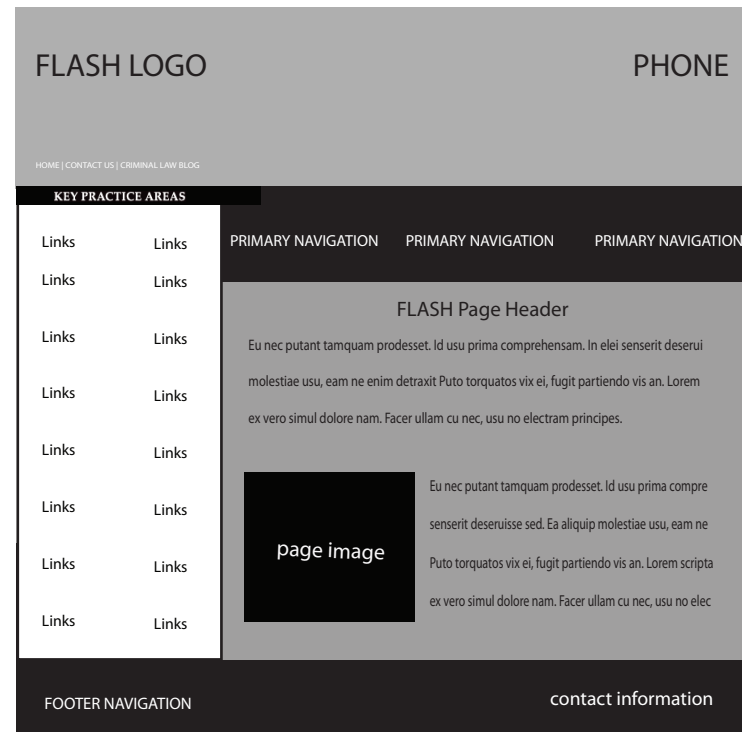 FLASH LOGO
PHONE
HOME | CONTACT US | CRIMINAL LAW BLOG
KEY PRACTICE AREAS
PRIMARY NAVIGATION PRIMARY NAVIGATION PRIMARY NAVIGATION
Links Links
Links Links
Links Links
Links Links
Links Links
Links Links
Links Links
Links Links
FLASH Page Header
Eu nec putant tamquam prodesset. Id usu prima comprehensam. In elei senserit deserui
molestiae usu, eam ne enim detraxit Puto torquatos vix ei, fugit partiendo vis an. Lorem
ex vero simul dolore nam. Facer ullam cu nec, usu no electram principes.
page image
Eu nec putant tamquam prodesset. Id usu prima compre
senserit deseruisse sed. Ea aliquip molestiae usu, eam ne
Puto torquatos vix ei, fugit partiendo vis an. Lorem scripta
ex vero simul dolore nam. Facer ullam cu nec, usu no elec
FOOTER NAVIGATION
contact information